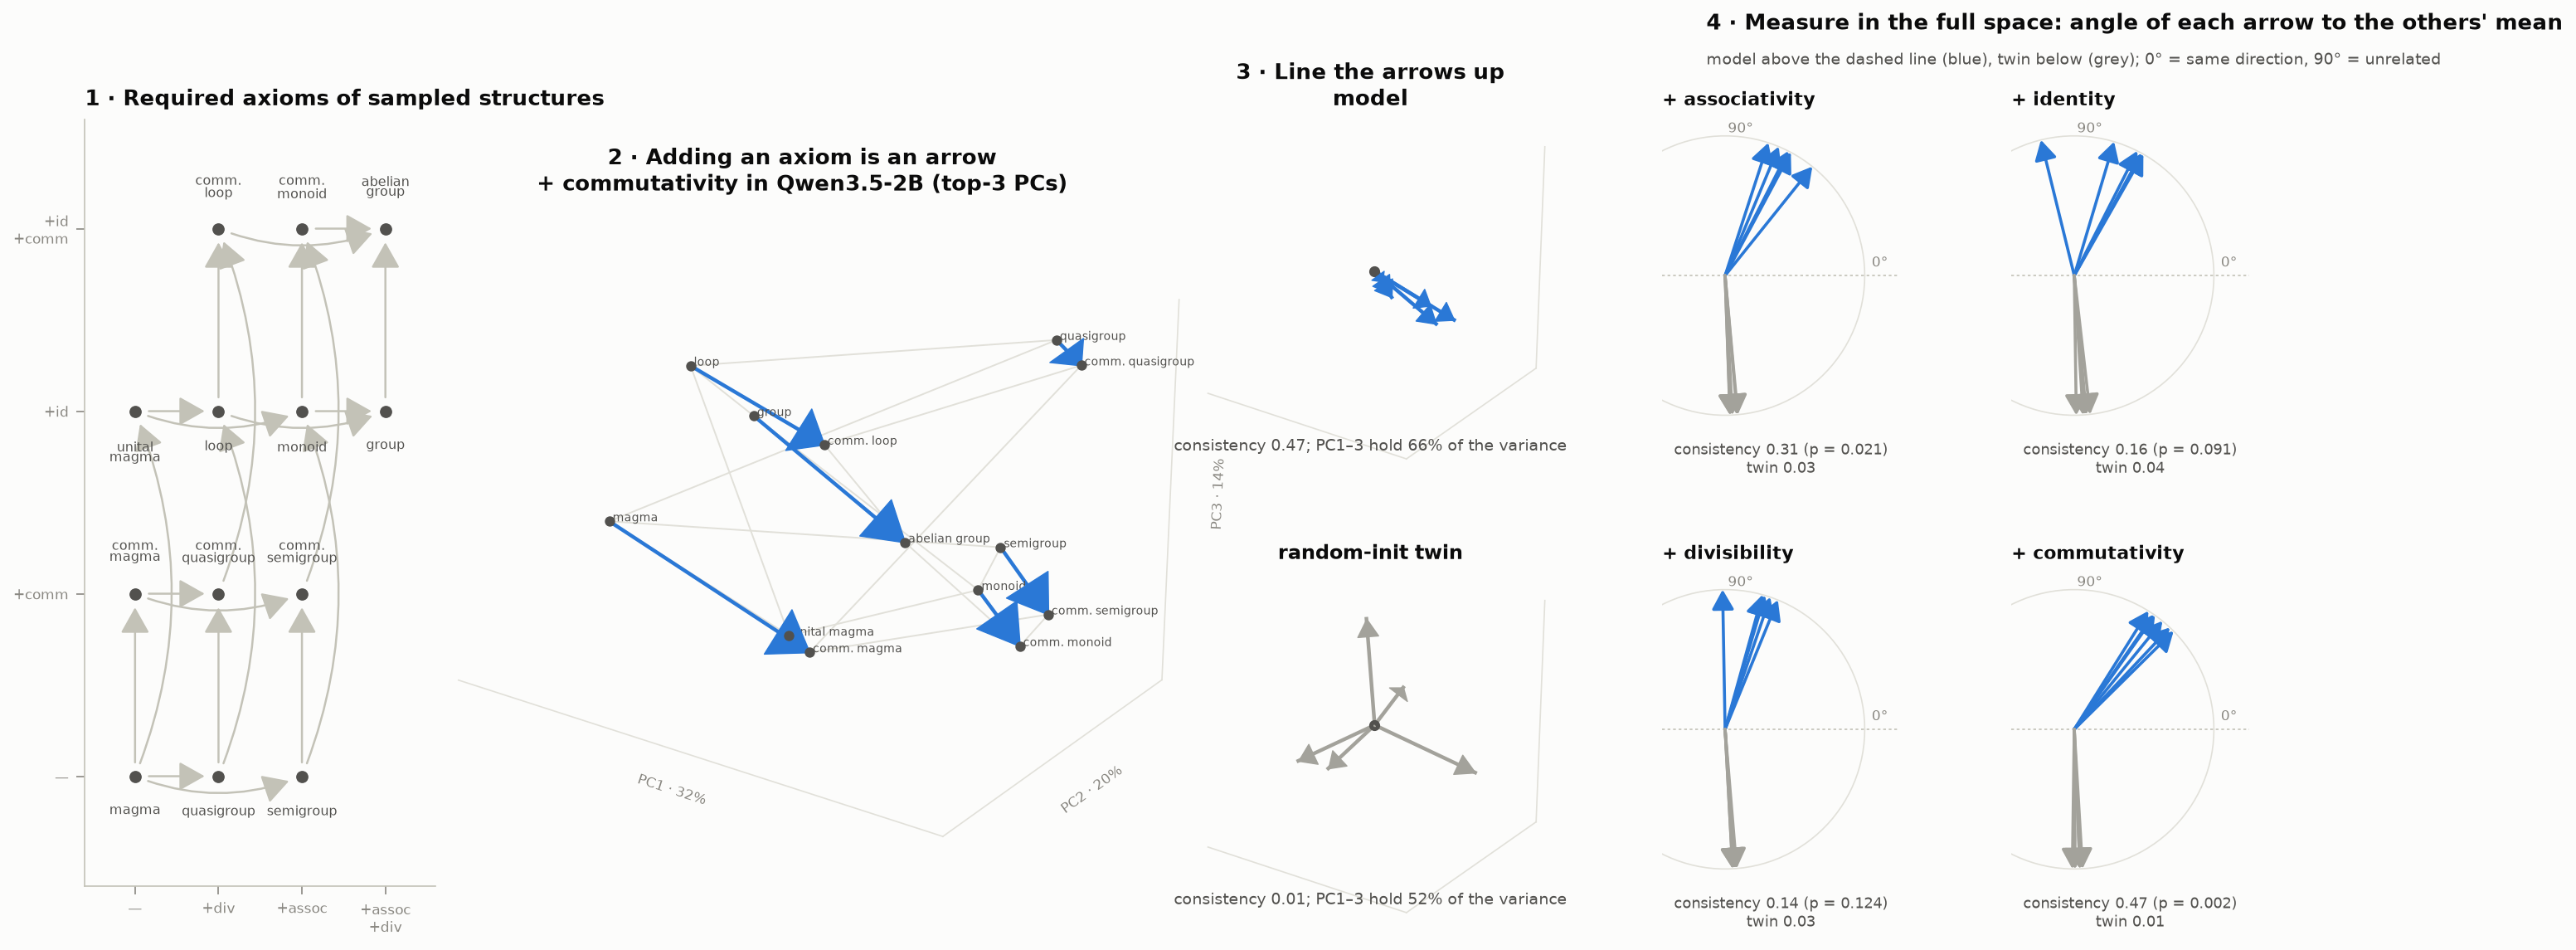 1 · Required axioms of sampled structures
+id
+comm
+id
+comm
—
comm.
loop
comm.
monoid
abelian
group
unital
magma
loop
monoid
group
comm.
magma
comm.
quasigroup
comm.
semigroup
magma
quasigroup
semigroup
—
+div
+assoc
+assoc
+div
2 · Adding an axiom is an arrow
+ commutativity in Qwen3.5-2B (top-3 PCs)
quasigroup
comm. quasigroup
loop
group
comm. loop
magma
abelian group
semigroup
monoid
comm. semigroup
unital magma
comm. monoid
comm. magma
PC1 · 32%
PC2 · 20%
PC3 · 14%
3 · Line the arrows up
model
consistency 0.47; PC1–3 hold 66% of the variance
random-init twin
consistency 0.01; PC1–3 hold 52% of the variance
4 · Measure in the full space: angle of each arrow to the others' mean
model above the dashed line (blue), twin below (grey); 0° = same direction, 90° = unrelated
+ associativity
90°
0°
consistency 0.31 (p = 0.021)
twin 0.03
+ identity
90°
0°
consistency 0.16 (p = 0.091)
twin 0.04
+ divisibility
90°
0°
consistency 0.14 (p = 0.124)
twin 0.03
+ commutativity
90°
0°
consistency 0.47 (p = 0.002)
twin 0.01